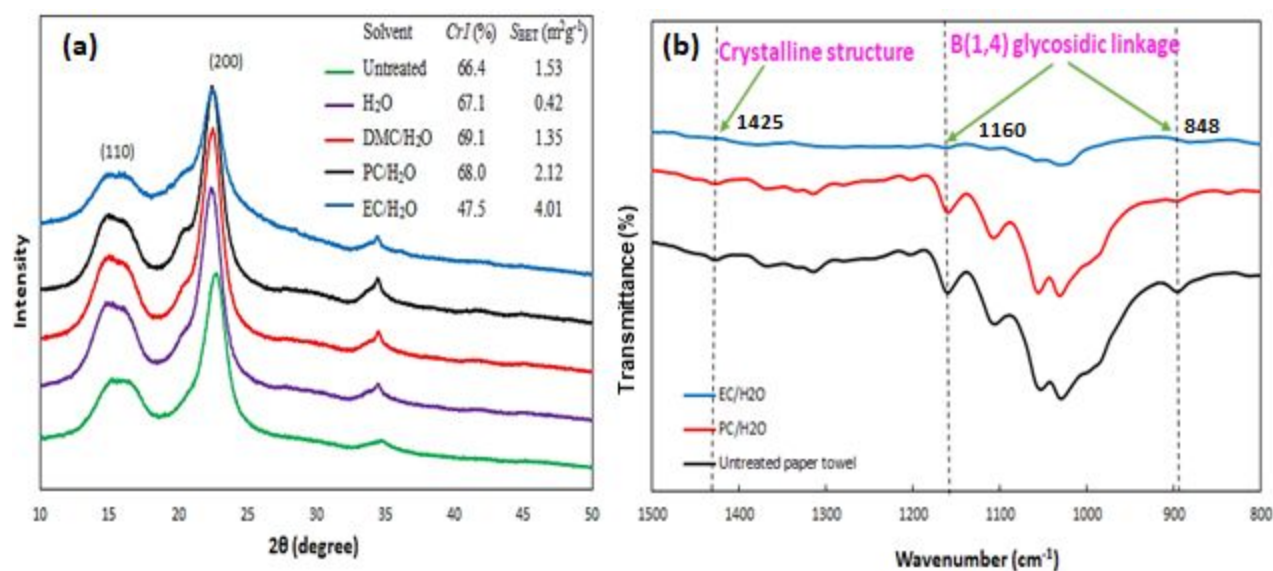 (a)
Solvent CrI (%) SBET (m²g⁻¹)
Untreated 66.4 1.53
H₂O 67.1 0.42
DMC/H₂O 69.1 1.35
PC/H₂O 68.0 2.12
EC/H₂O 47.5 4.01
(200)
(110)
Intensity
10 15 20 25 30 35 40 45 50
2θ (degree)
(b)
Crystalline structure
B(1,4) glycosidic linkage
1425
1160
848
Transmittance (%)
EC/H2O
PC/H2O
Untreated paper towel
1500 1400 1300 1200 1100 1000 900 800
Wavenumber (cm⁻¹)